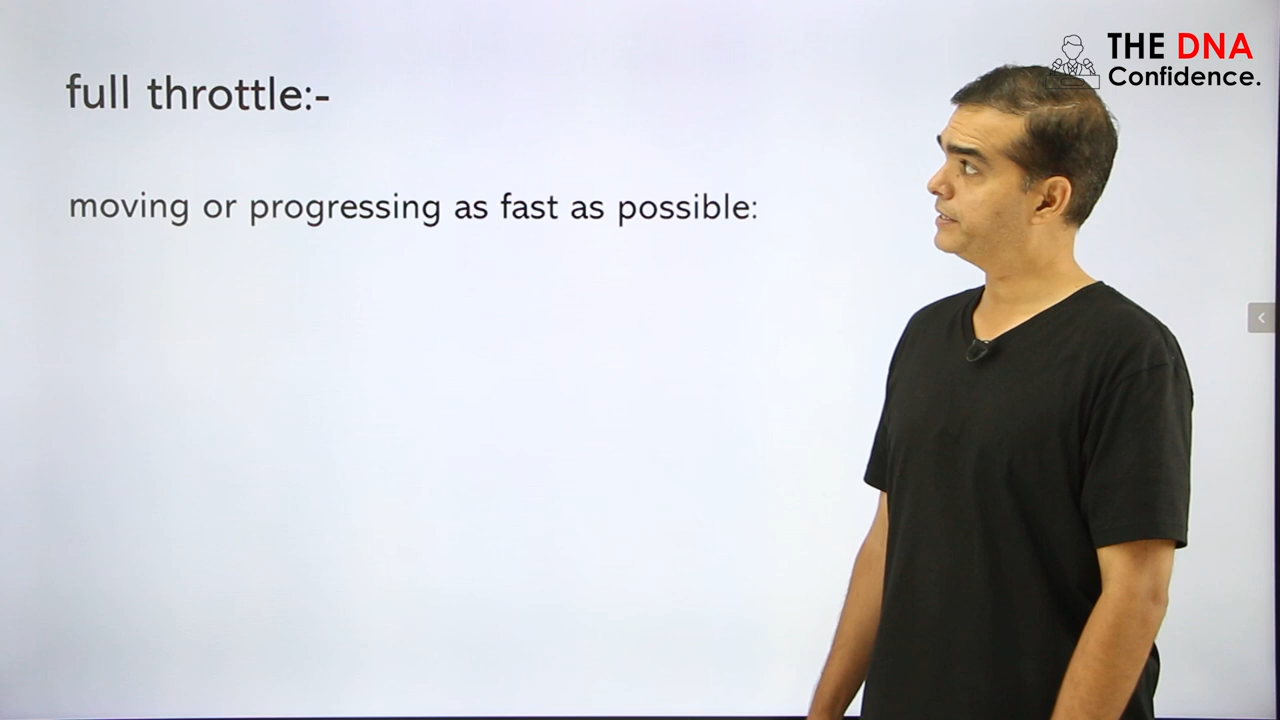 THE DNA
Confidence.
full throttle:-
moving or progressing as fast as possible: